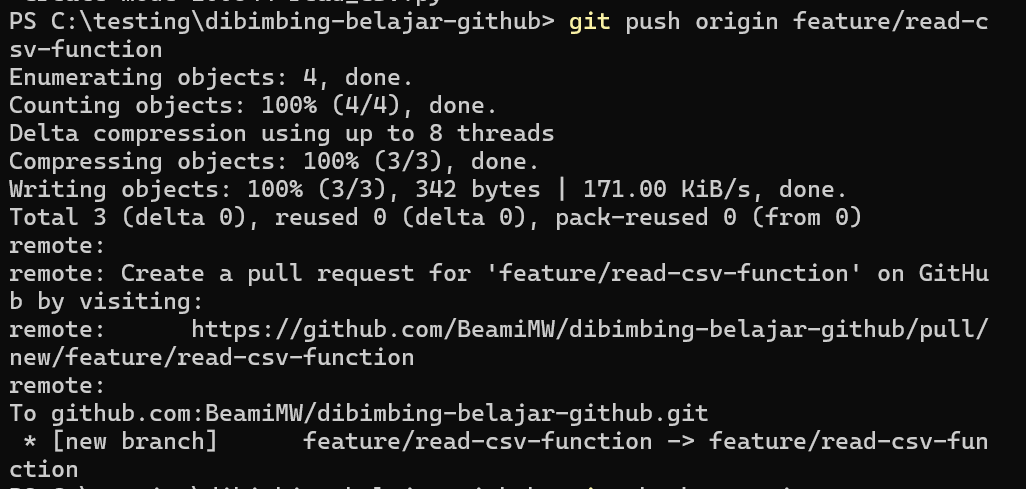 PS C:\testing\dibimbing-belajar-github> git push origin feature/read-c
sv-function
Enumerating objects: 4, done.
Counting objects: 100% (4/4), done.
Delta compression using up to 8 threads
Compressing objects: 100% (3/3), done.
Writing objects: 100% (3/3), 342 bytes | 171.00 KiB/s, done.
Total 3 (delta 0), reused 0 (delta 0), pack-reused 0 (from 0)
remote:
remote: Create a pull request for 'feature/read-csv-function' on GitHu
b by visiting:
remote:      https://github.com/BeamiMW/dibimbing-belajar-github/pull/
new/feature/read-csv-function
remote:
To github.com:BeamiMW/dibimbing-belajar-github.git
 * [new branch]      feature/read-csv-function -> feature/read-csv-fun
ction